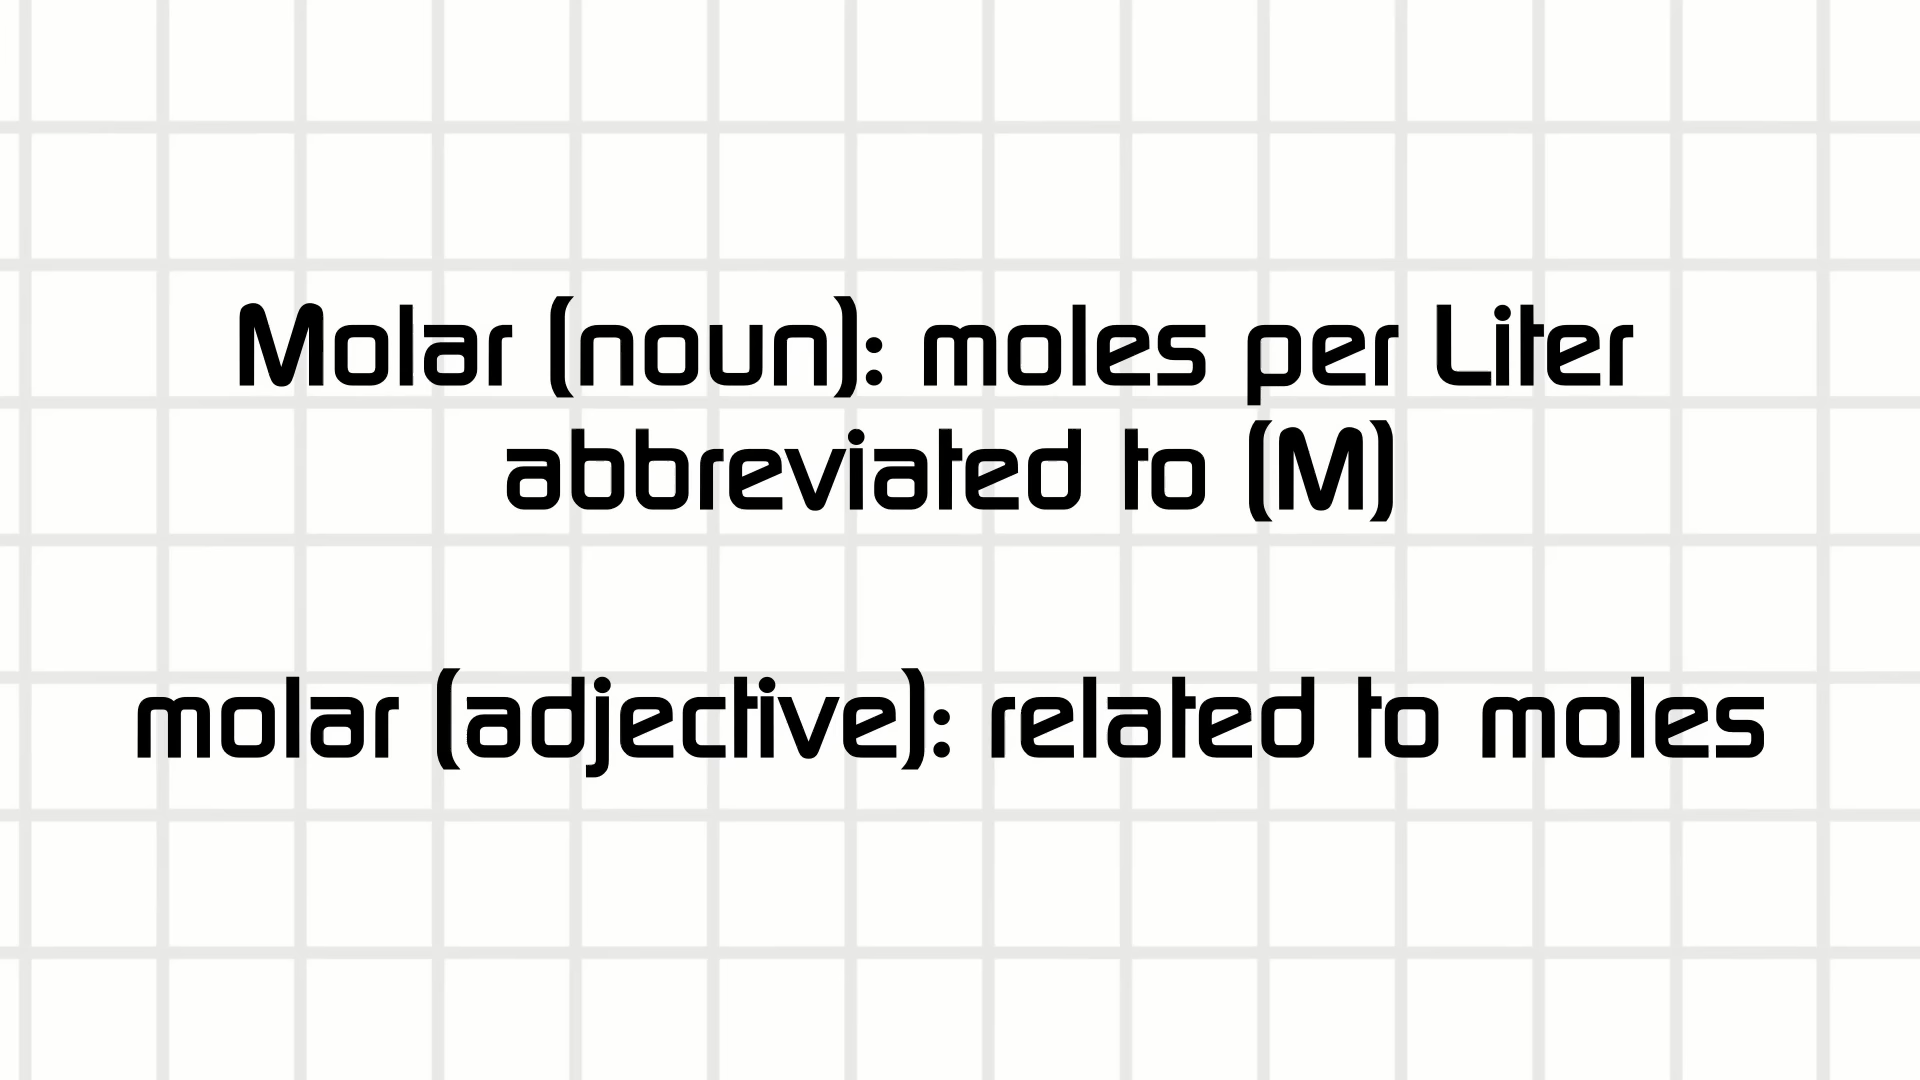 Molar (noun): moles per Liter
abbreviated to (M)
molar (adjective): related to moles